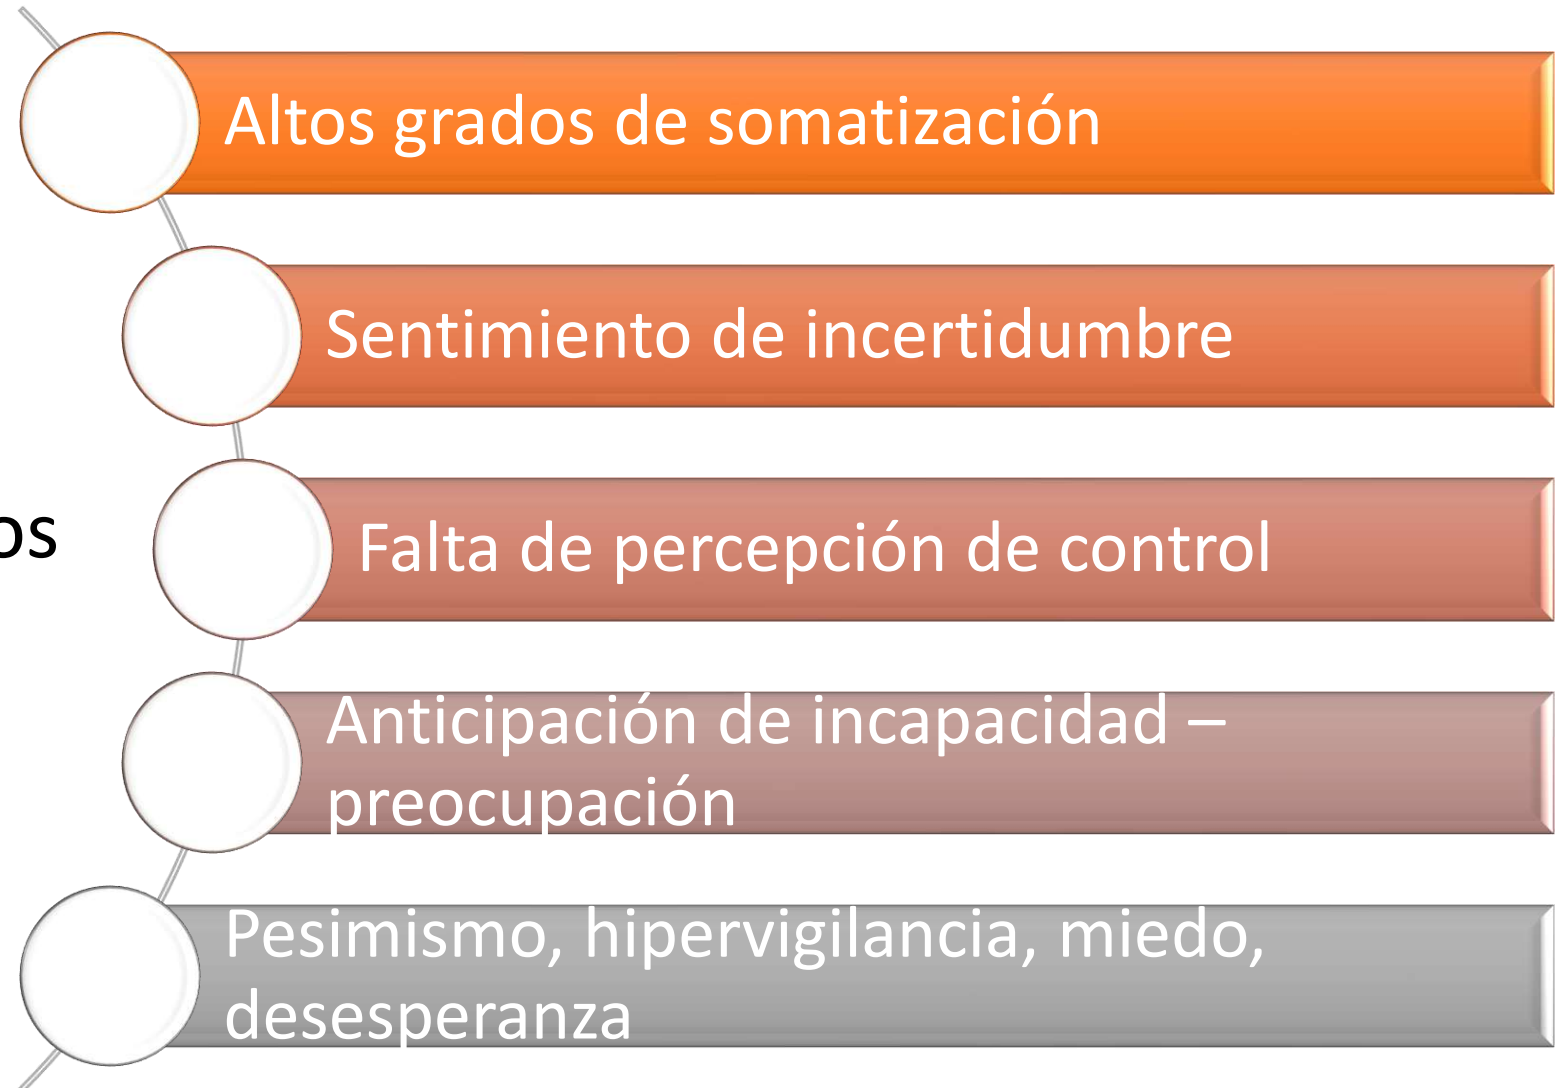 Altos grados de somatización
Sentimiento de incertidumbre
os
Falta de percepción de control
Anticipación de incapacidad –
preocupación
Pesimismo, hipervigilancia, miedo,
desesperanza